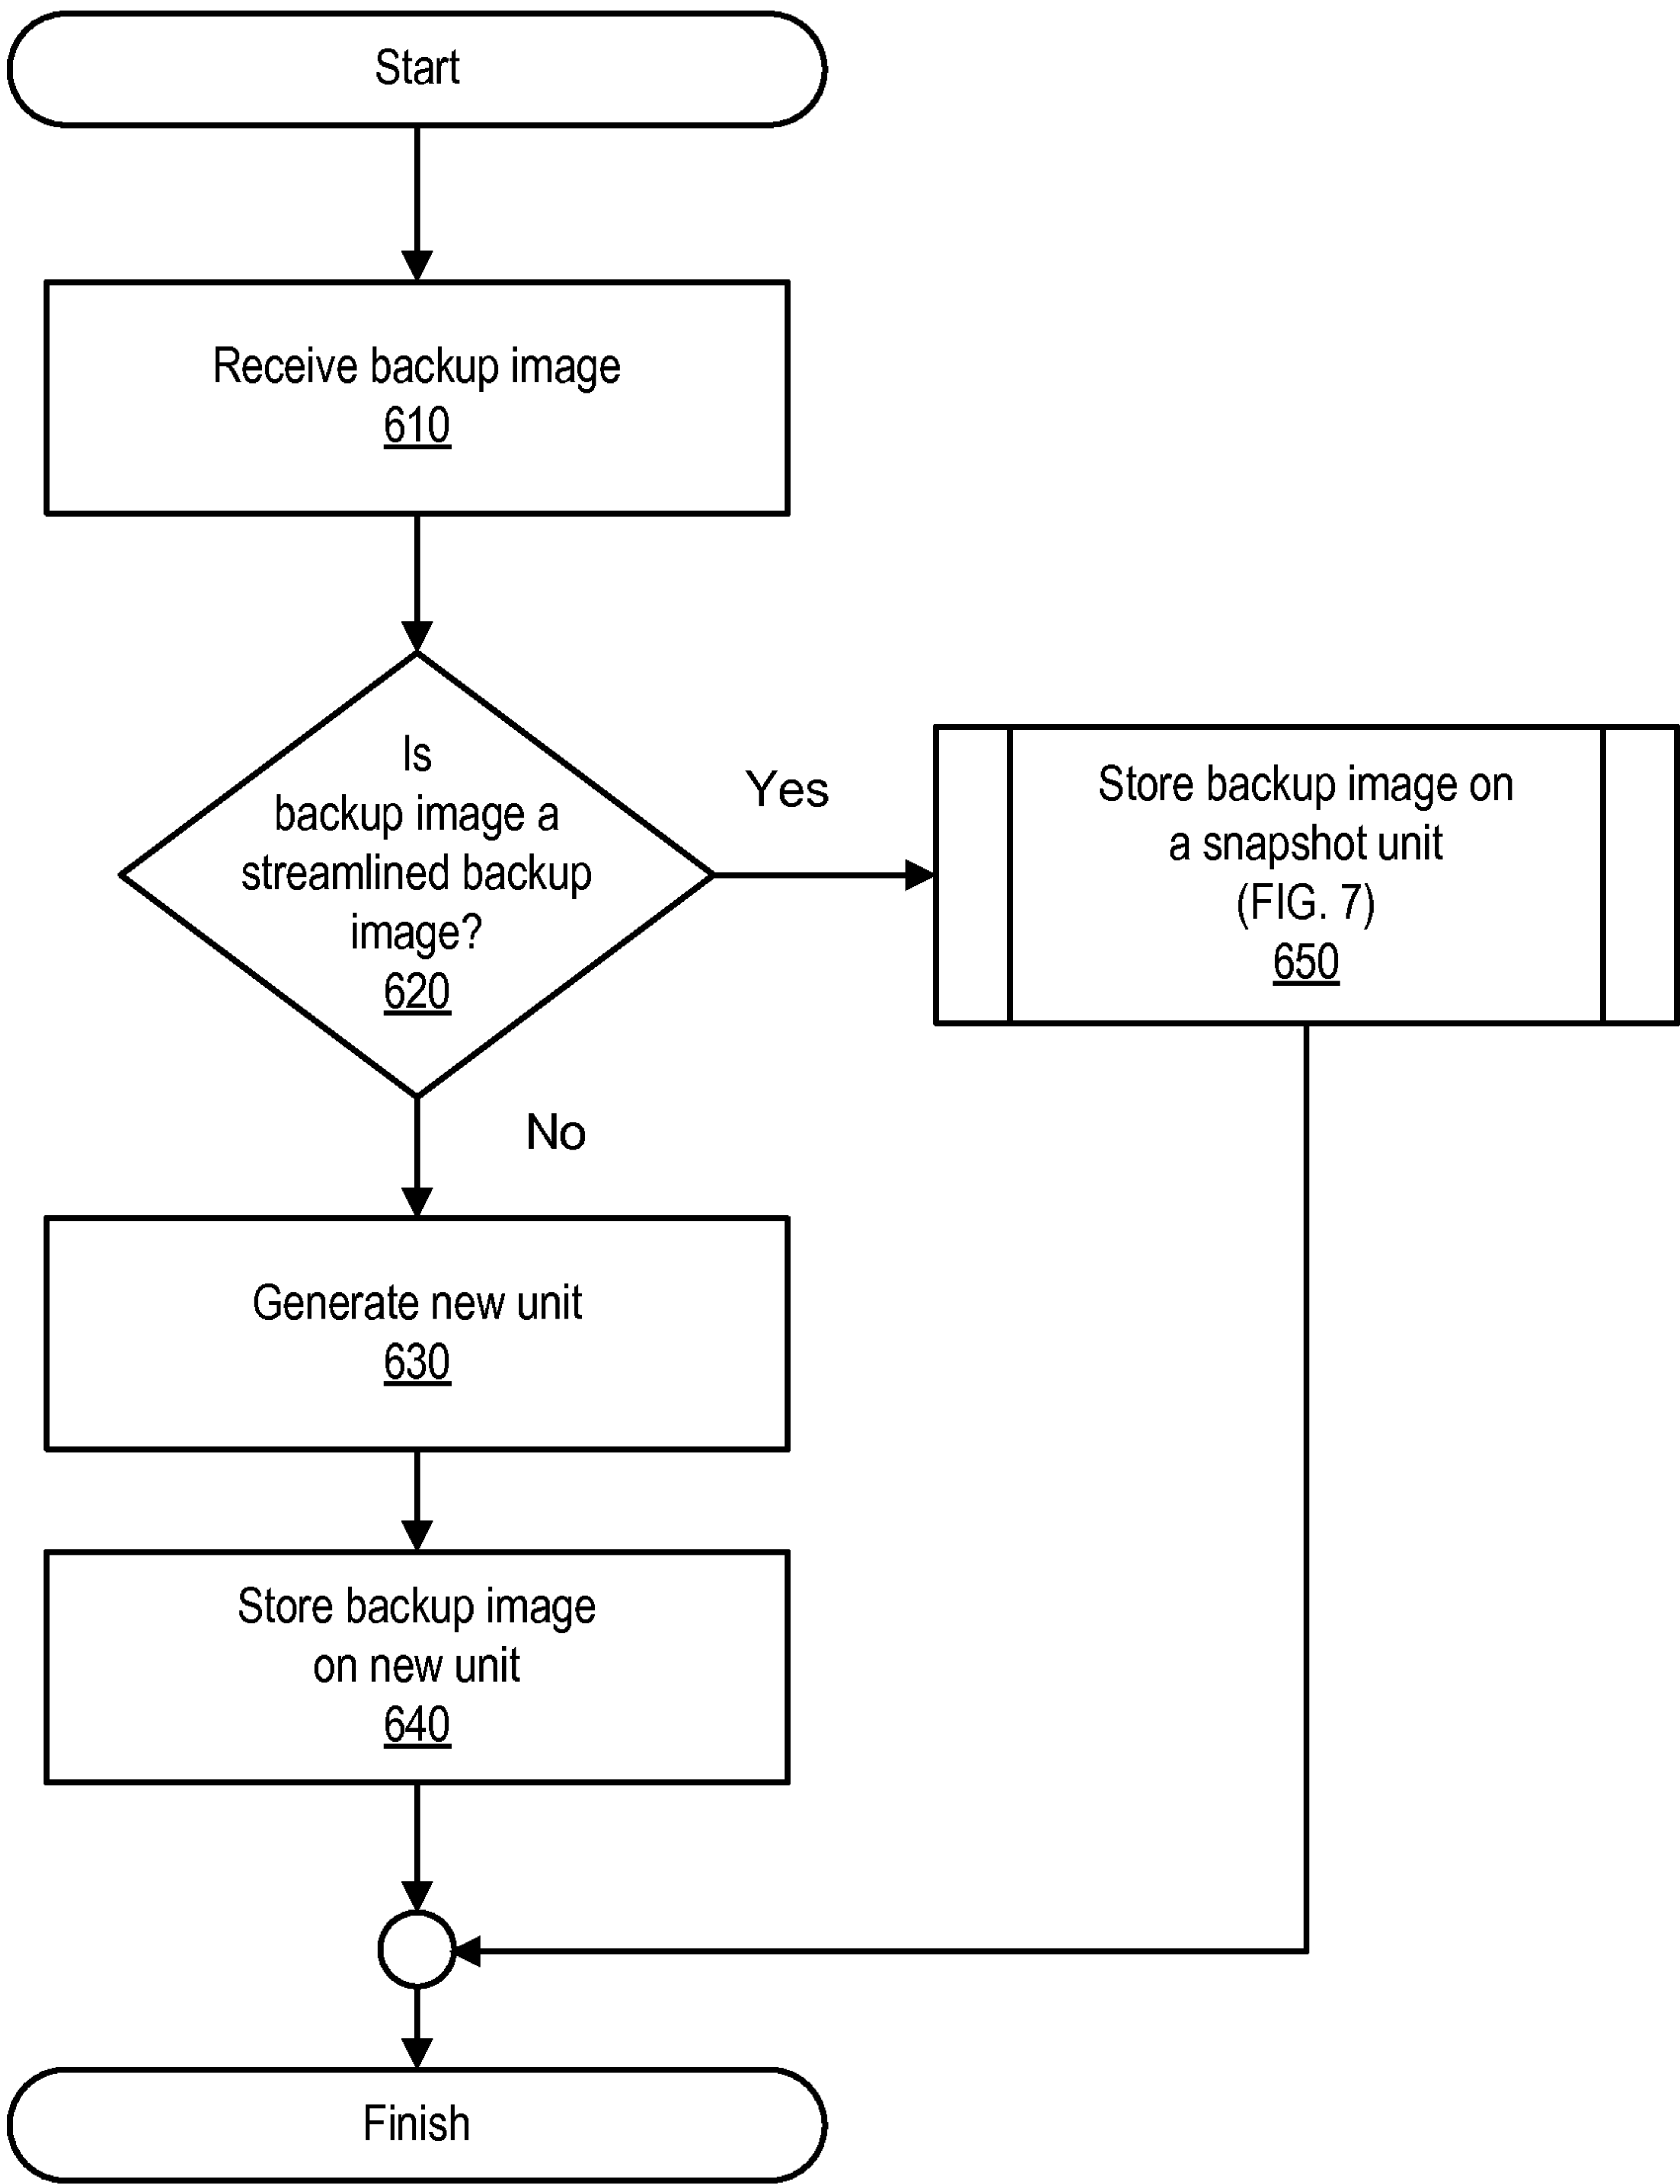 Start
Receive backup image
610
Is
backup image a
streamlined backup
image?
620
Yes
Store backup image on
a snapshot unit
(FIG. 7)
650
No
Generate new unit
630
Store backup image
on new unit
640
Finish